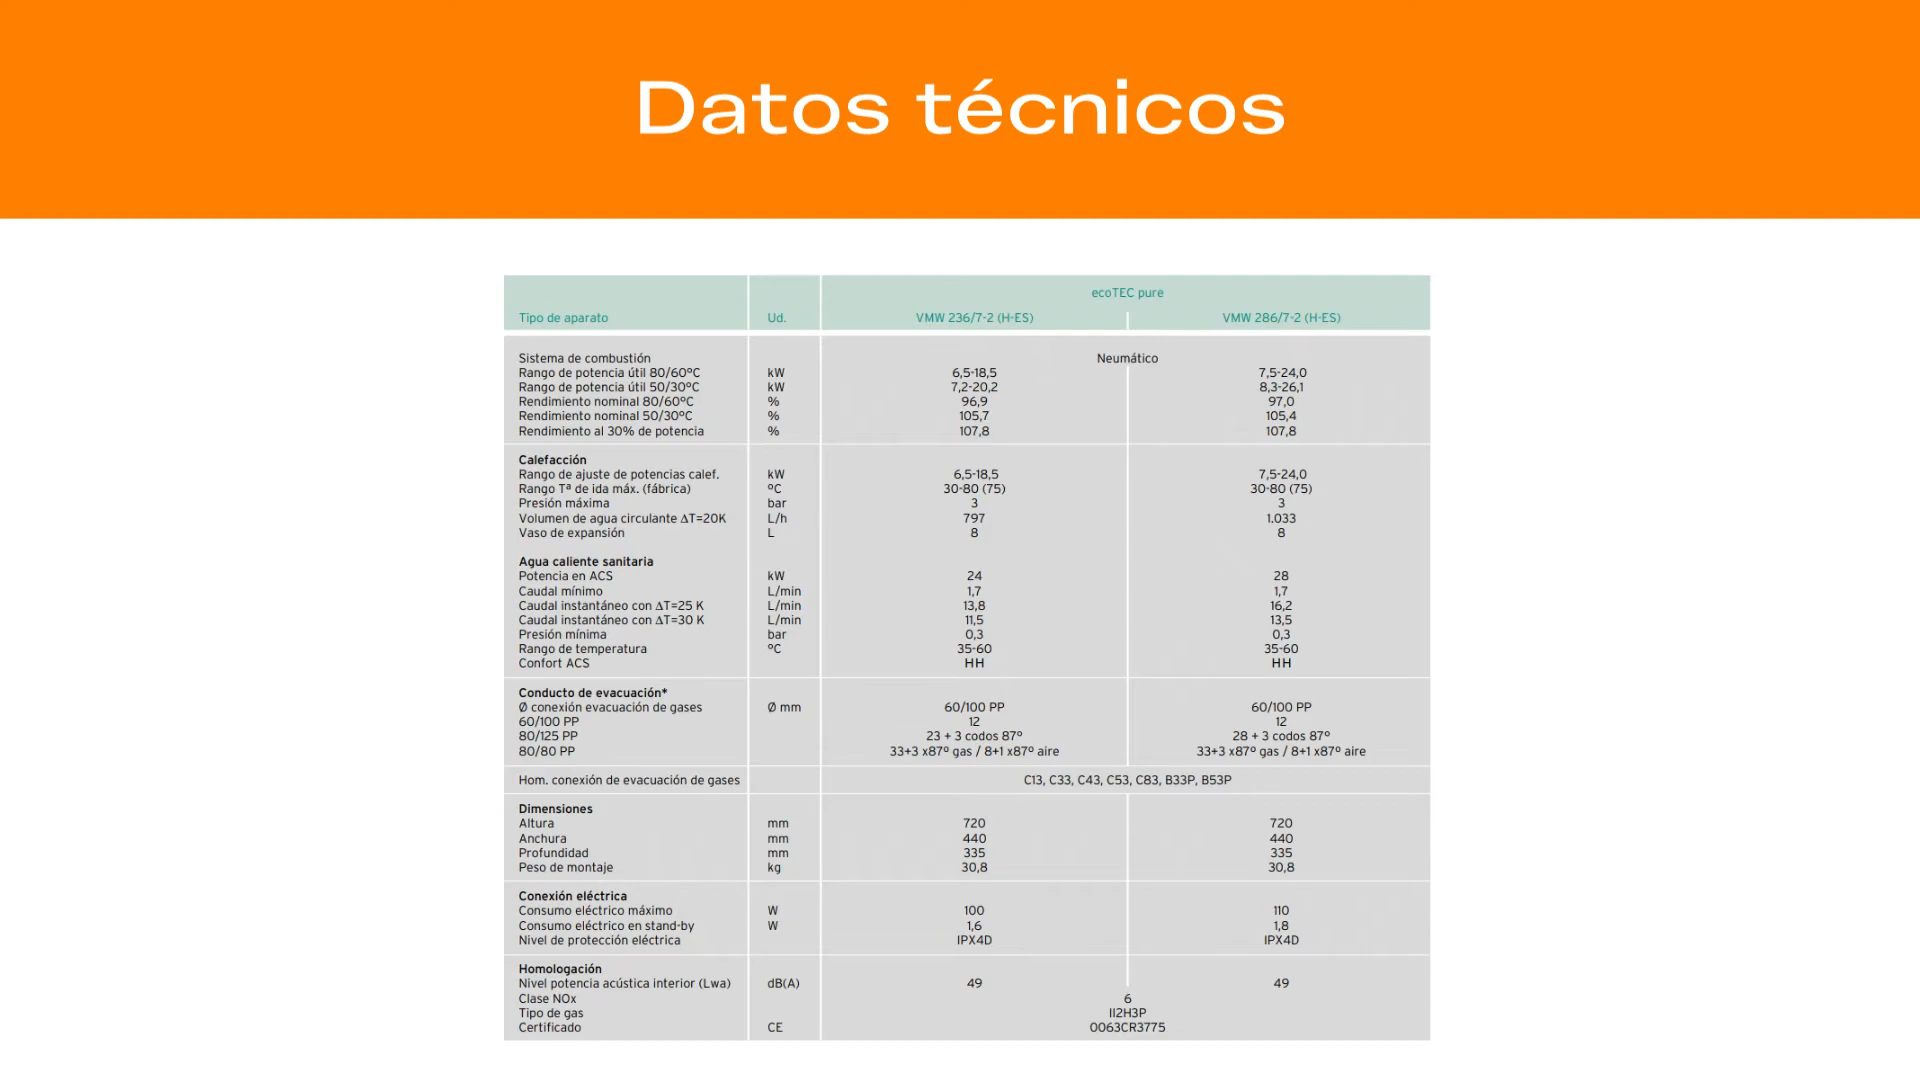 Datos técnicos
ecoTEC pure
Tipo de aparato Ud. VMW 236/7-2 (H-ES) VMW 286/7-2 (H-ES)
Sistema de combustión Neumático
Rango de potencia útil 80/60ºC kW 6,5-18,5 7,5-24,0
Rango de potencia útil 50/30ºC kW 7,2-20,2 8,3-26,1
Rendimiento nominal 80/60ºC % 96,9 97,0
Rendimiento nominal 50/30ºC % 105,7 105,4
Rendimiento al 30% de potencia % 107,8 107,8
Calefacción
Rango de ajuste de potencias calef. kW 6,5-18,5 7,5-24,0
Rango Tª de ida máx. (fábrica) ºC 30-80 (75) 30-80 (75)
Presión máxima bar 3 3
Volumen de agua circulante ΔT=20K L/h 797 1.033
Vaso de expansión L 8 8
Agua caliente sanitaria
Potencia en ACS kW 24 28
Caudal mínimo L/min 1,7 1,7
Caudal instantáneo con ΔT=25 K L/min 13,8 16,2
Caudal instantáneo con ΔT=30 K L/min 11,5 13,5
Presión mínima bar 0,3 0,3
Rango de temperatura ºC 35-60 35-60
Confort ACS HH HH
Conducto de evacuación*
Ø conexión evacuación de gases Ø mm 60/100 PP 60/100 PP
60/100 PP 12 12
80/125 PP 23 + 3 codos 87º 28 + 3 codos 87º
80/80 PP 33+3 x87º gas / 8+1 x87º aire 33+3 x87º gas / 8+1 x87º aire
Hom. conexión de evacuación de gases C13, C33, C43, C53, C83, B33P, B53P
Dimensiones
Altura mm 720 720
Anchura mm 440 440
Profundidad mm 335 335
Peso de montaje kg 30,8 30,8
Conexión eléctrica
Consumo eléctrico máximo W 100 110
Consumo eléctrico en stand-by W 1,6 1,8
Nivel de protección eléctrica IPX4D IPX4D
Homologación
Nivel potencia acústica interior (Lwa) dB(A) 49 49
Clase NOx 6
Tipo de gas II2H3P
Certificado CE 0063CR3775